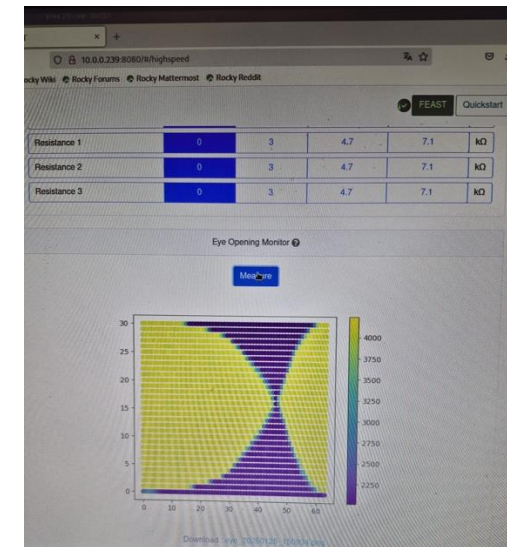 10.0.0.239:8080/#/highspeed
ocky Wiki Rocky Forums Rocky Mattermost Rocky Reddit
FEAST Quickstart
Resistance 1 0 3 4.7 7.1 kΩ
Resistance 2 0 3 4.7 7.1 kΩ
Resistance 3 0 3 4.7 7.1 kΩ
Eye Opening Monitor
Measure
30
25
20
15
10
5
0
0 10 20 30 40 50 60
4000
3750
3500
3250
3000
2750
2500
2250
Download